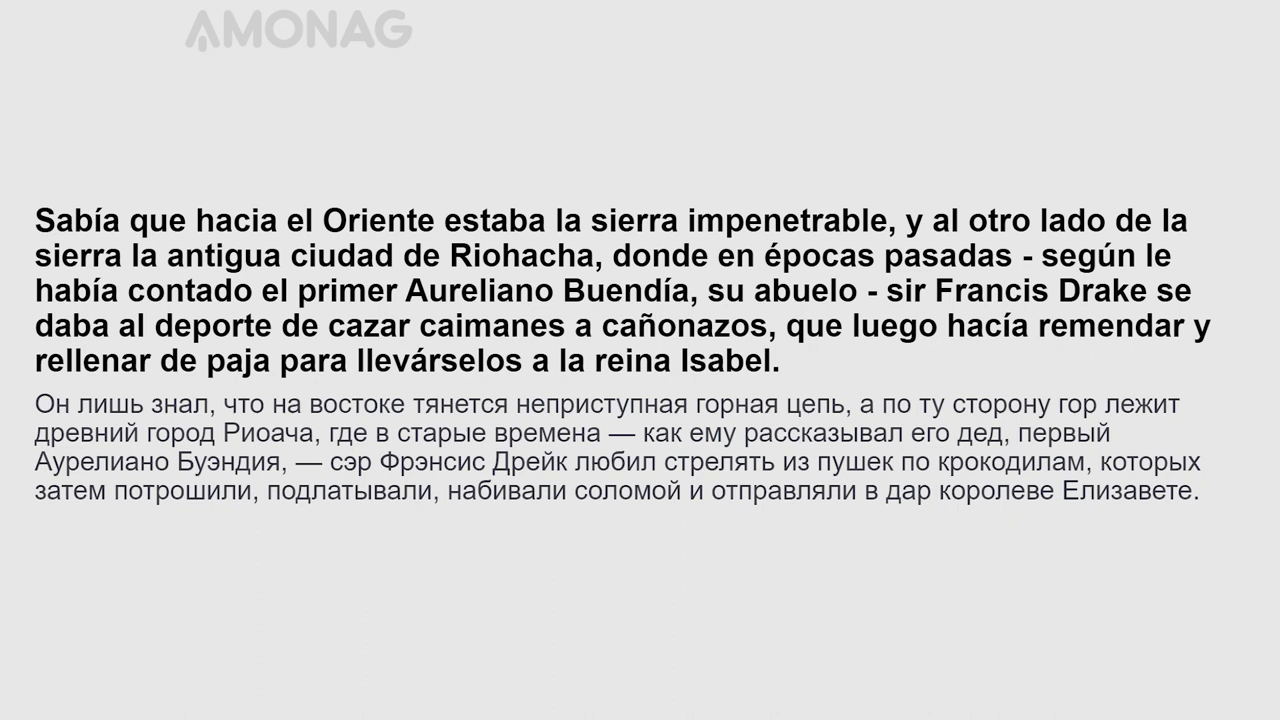 AMONAG
Sabía que hacia el Oriente estaba la sierra impenetrable, y al otro lado de la
sierra la antigua ciudad de Riohacha, donde en épocas pasadas - según le
había contado el primer Aureliano Buendía, su abuelo - sir Francis Drake se
daba al deporte de cazar caimanes a cañonazos, que luego hacía remendar y
rellenar de paja para llevárselos a la reina Isabel.
Он лишь знал, что на востоке тянется неприступная горная цепь, а по ту сторону гор лежит
древний город Риоача, где в старые времена — как ему рассказывал его дед, первый
Аурелиано Буэндия, — сэр Фрэнсис Дрейк любил стрелять из пушек по крокодилам, которых
затем потрошили, подлатывали, набивали соломой и отправляли в дар королеве Елизавете.